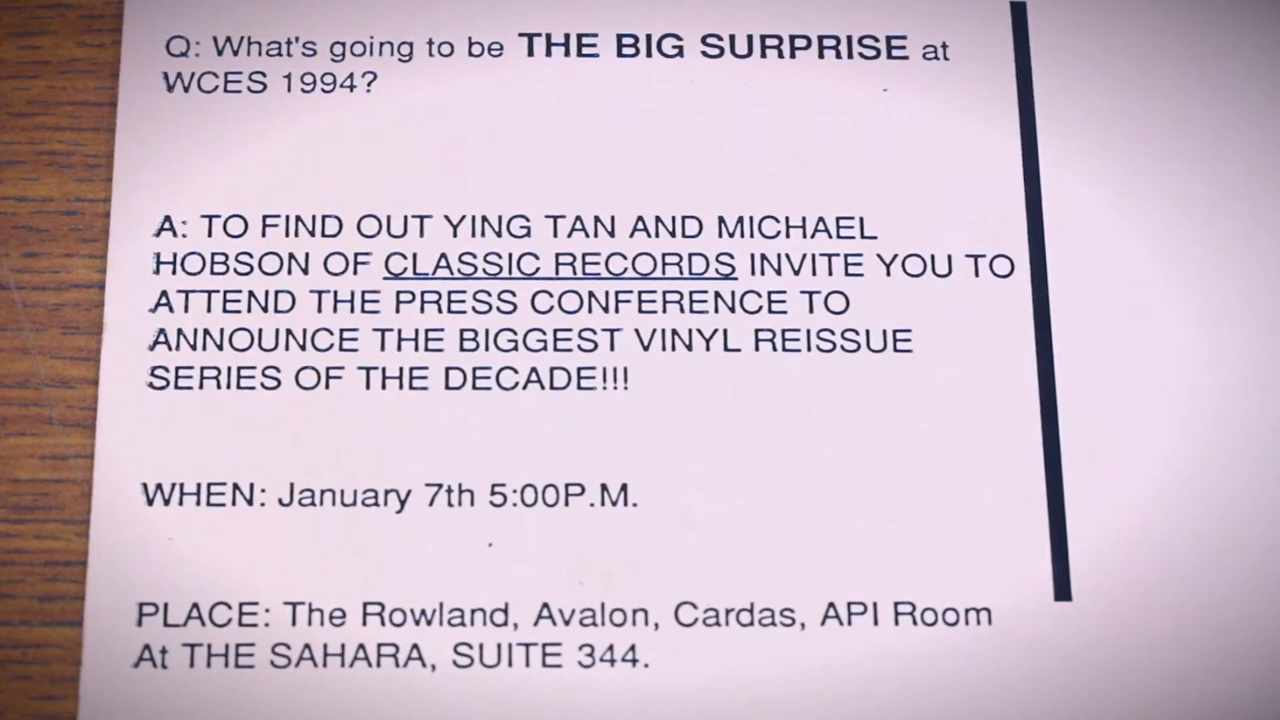 Q: What's going to be THE BIG SURPRISE at
WCES 1994?
A: TO FIND OUT YING TAN AND MICHAEL
HOBSON OF CLASSIC RECORDS INVITE YOU TO
ATTEND THE PRESS CONFERENCE TO
ANNOUNCE THE BIGGEST VINYL REISSUE
SERIES OF THE DECADE!!!
WHEN: January 7th 5:00P.M.
PLACE: The Rowland, Avalon, Cardas, API Room
At THE SAHARA, SUITE 344.